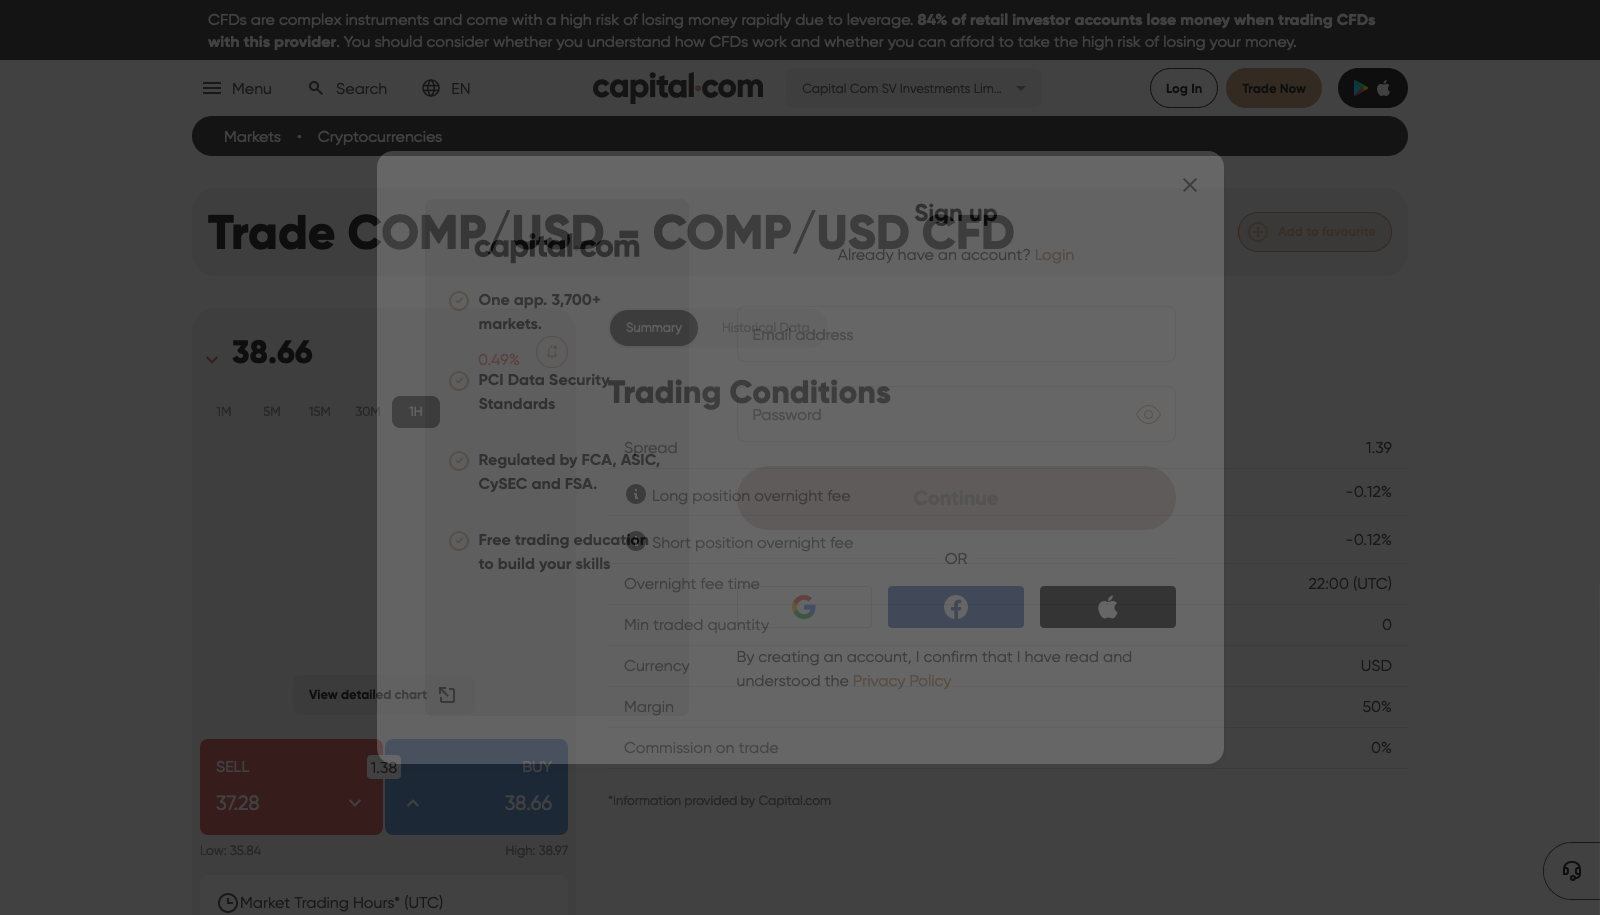 CFDs are complex instruments and come with a high risk of losing money rapidly due to leverage. 84% of retail investor accounts lose money when trading CFDs
with this provider. You should consider whether you understand how CFDs work and whether you can afford to take the high risk of losing your money.
Menu
Search
EN
capital.com
Capital Com SV Investments Lim...
Log In
Trade Now
Markets • Cryptocurrencies
Trade COMP/USD - COMP/USD CFD
Add to favourite
38.66
0.49%
1M 5M 15M 30M 1H
View detailed chart
SELL
37.28
1.38
BUY
38.66
Low: 35.84
High: 38.97
Market Trading Hours* (UTC)
Summary
Historical Data
Trading Conditions
Spread 1.39
Long position overnight fee -0.12%
Short position overnight fee -0.12%
Overnight fee time 22:00 (UTC)
Min traded quantity 0
Currency USD
Margin 50%
Commission on trade 0%
*Information provided by Capital.com
capital.com
One app. 3,700+
markets.
PCI Data Security
Standards
Regulated by FCA, ASIC,
CySEC and FSA.
Free trading education
to build your skills
Sign up
Already have an account? Login
Email address
Password
Continue
OR
By creating an account, I confirm that I have read and
understood the Privacy Policy